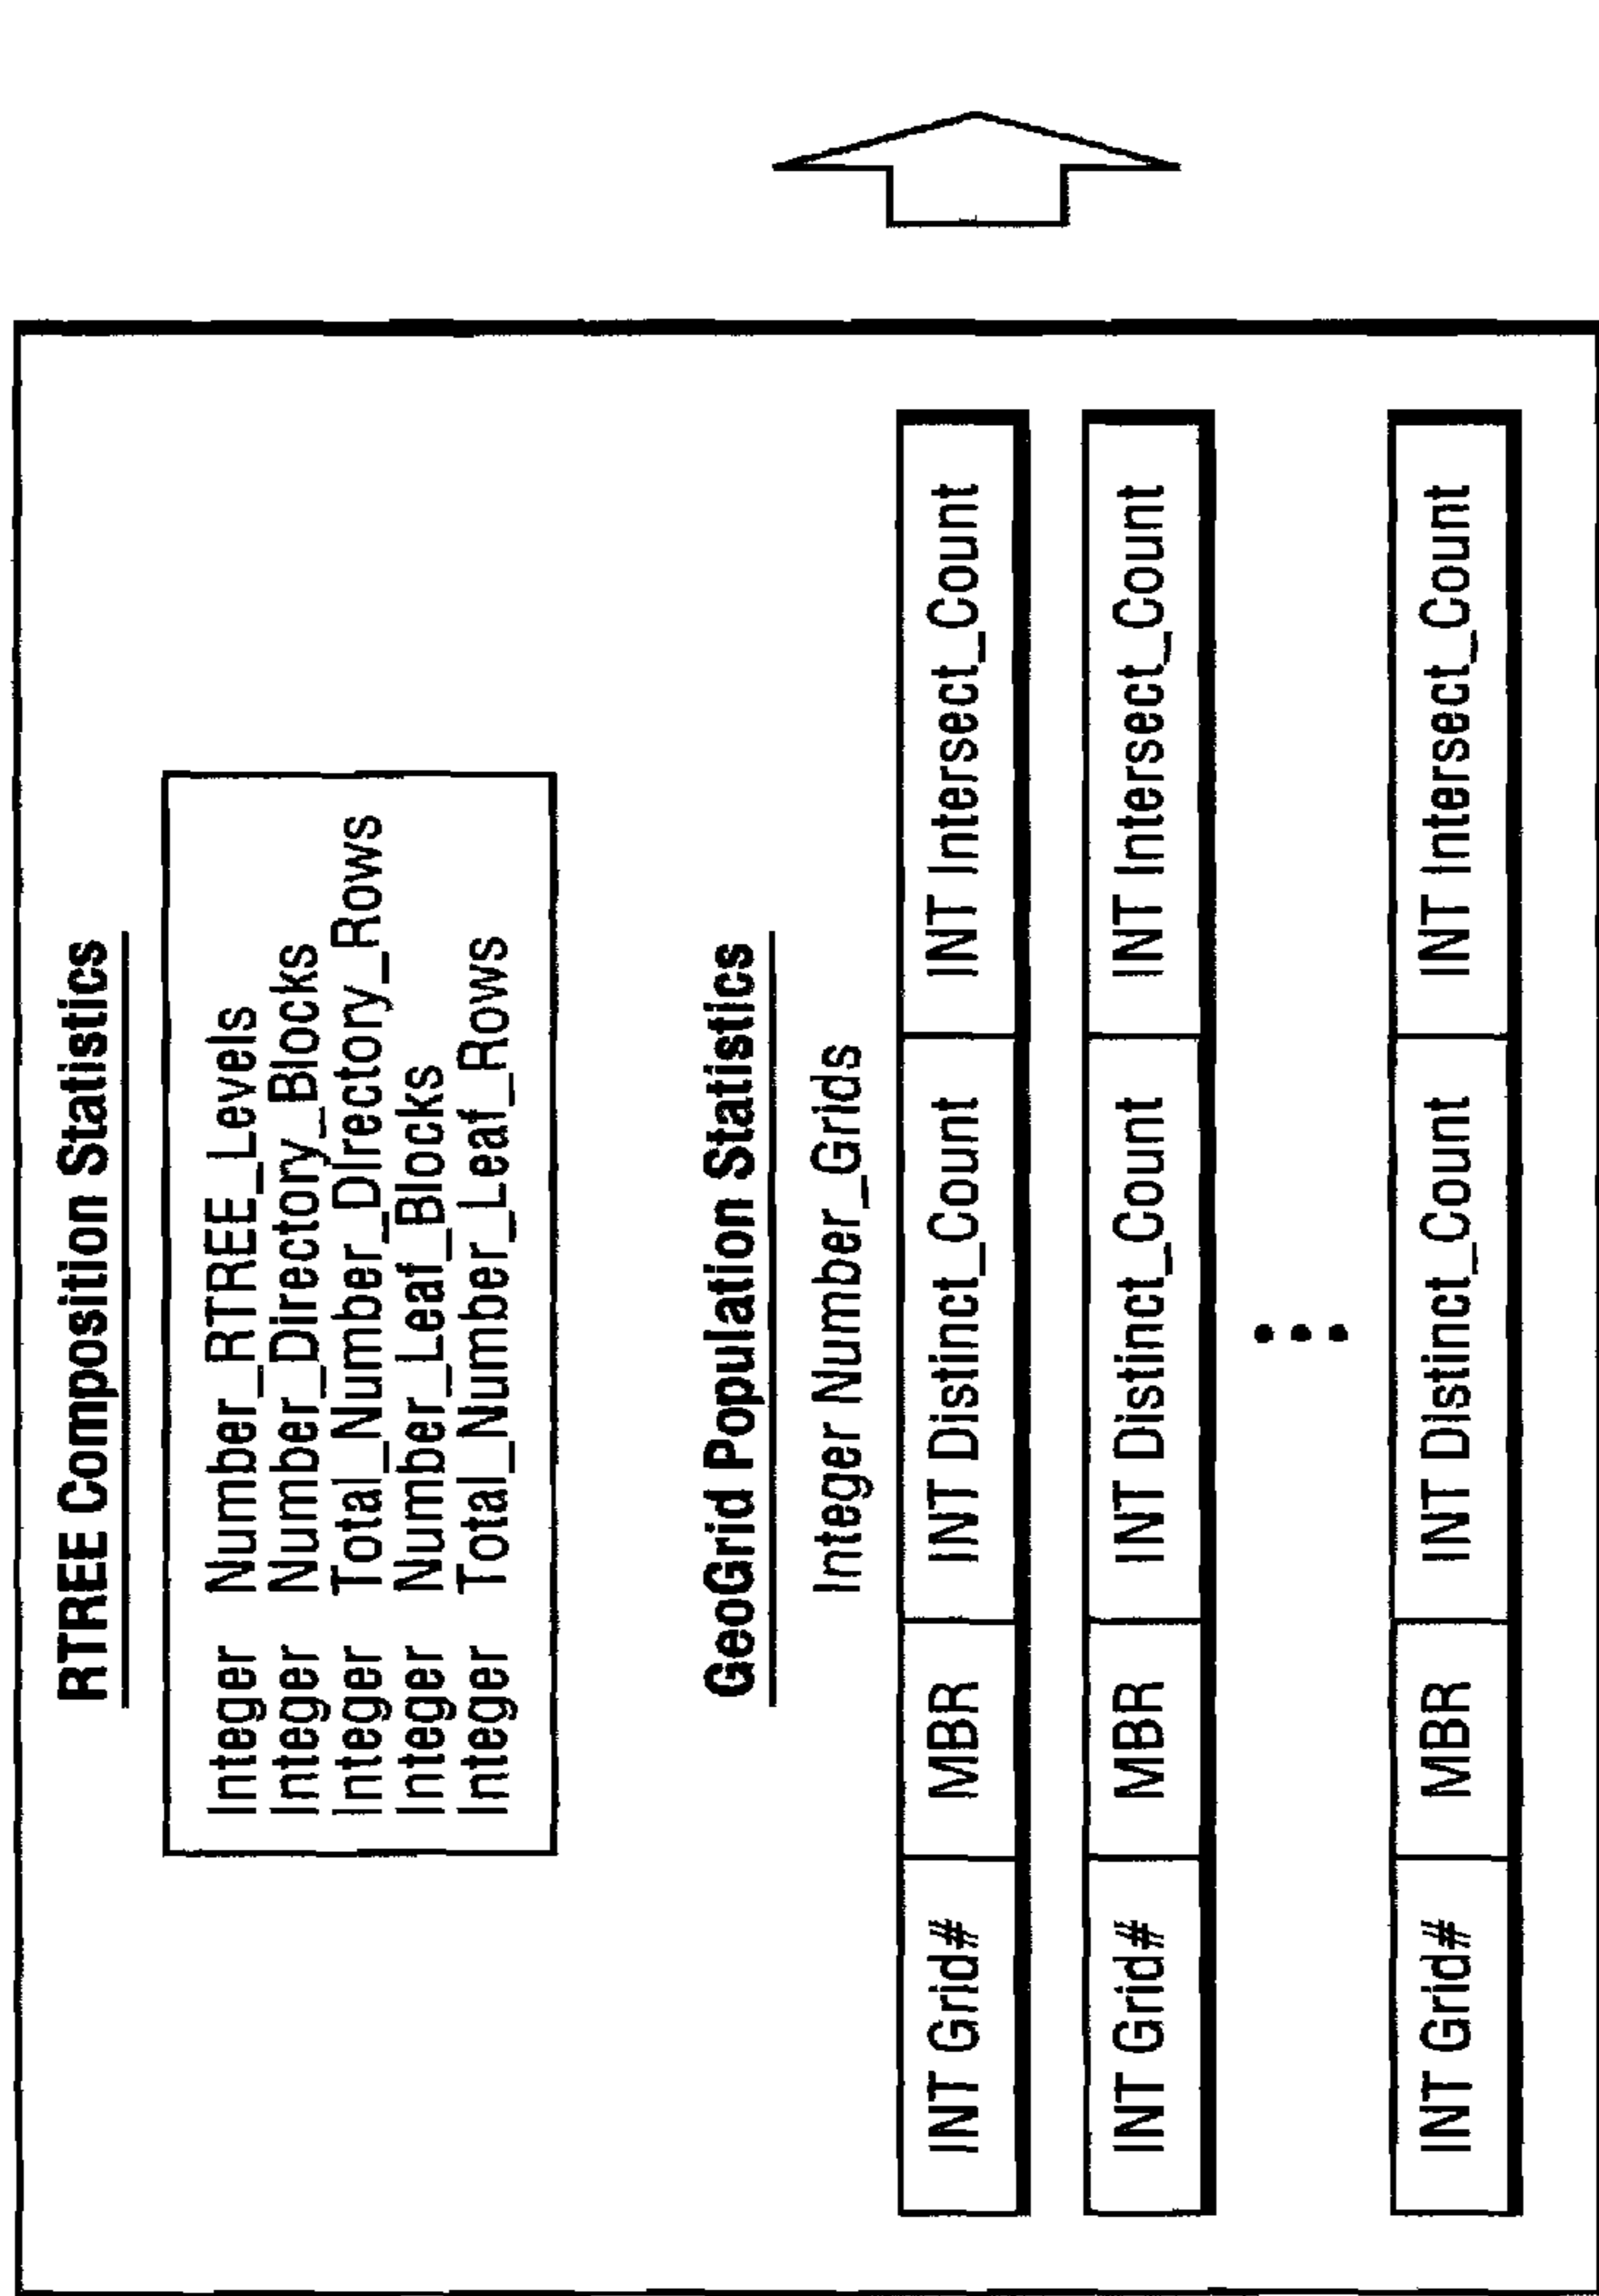 RTREE Composition Statistics
Integer Number_RTREE_Levels
Integer Number_Directory_Blocks
Integer Total_Number_Directory_Rows
Integer Number_Leaf_Blocks
Integer Total_Number_Leaf_Rows
GeoGrid Population Statistics
Integer Number_Grids
INT Grid# MBR INT Distinct_Count INT Intersect_Count
INT Grid# MBR INT Distinct_Count INT Intersect_Count
INT Grid# MBR INT Distinct_Count INT Intersect_Count